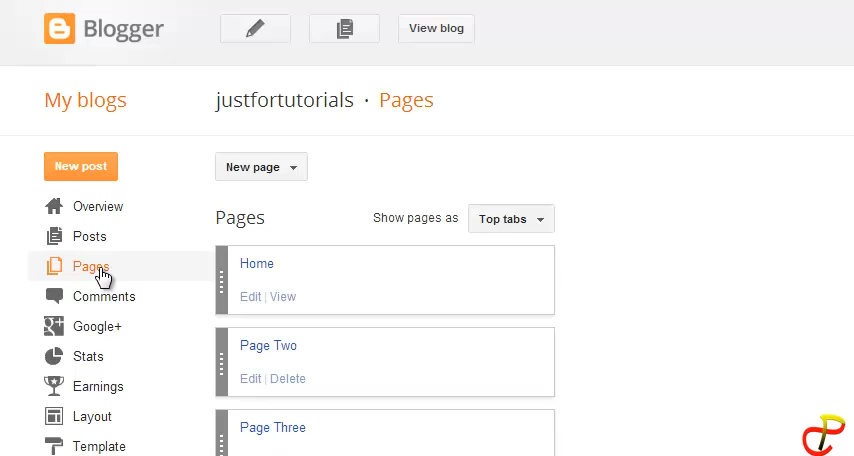 Blogger
View blog
My blogs
justfortutorials · Pages
New post
New page
Overview
Posts
Pages
Comments
Google+
Stats
Earnings
Layout
Template
Pages
Show pages as Top tabs
Home
Edit | View
Page Two
Edit | Delete
Page Three